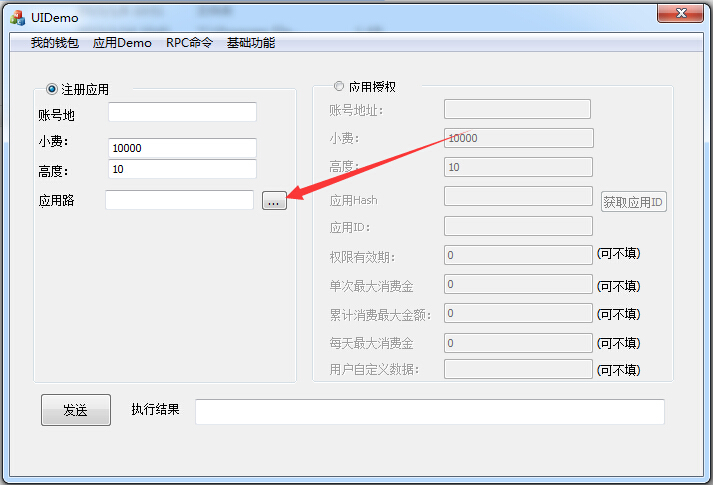 UIDemo
我的钱包 应用Demo RPC命令 基础功能
注册应用
账号地
小费: 10000
高度: 10
应用路 ...
应用授权
账号地址:
小费: 10000
高度: 10
应用Hash 获取应用ID
应用ID:
权限有效期: 0 (可不填)
单次最大消费金 0 (可不填)
累计消费最大金额: 0 (可不填)
每天最大消费金 0 (可不填)
用户自定义数据: (可不填)
发送 执行结果